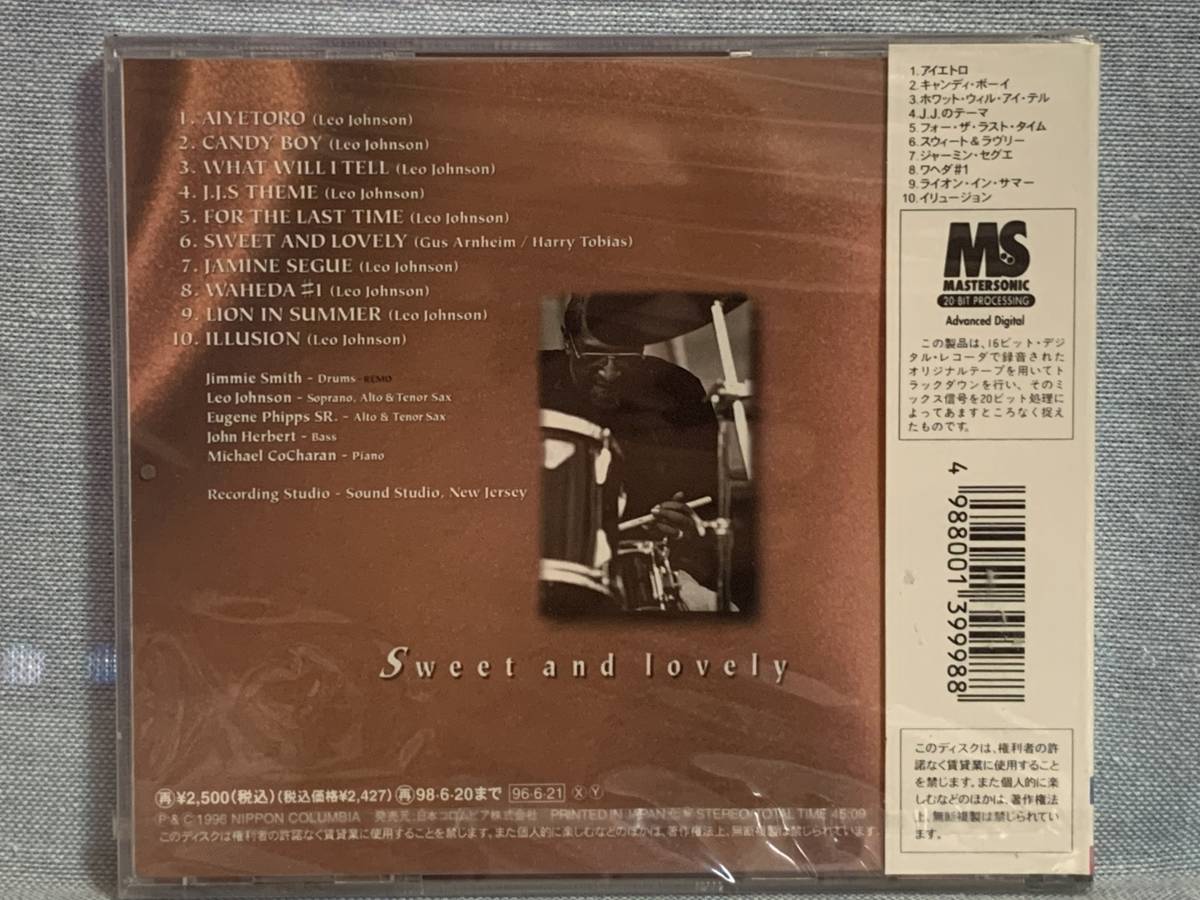 1. AIYETORO (Leo Johnson)
2. CANDY BOY (Leo Johnson)
3. WHAT WILL I TELL (Leo Johnson)
4. J.J.S THEME (Leo Johnson)
5. FOR THE LAST TIME (Leo Johnson)
6. SWEET AND LOVELY (Gus Arnheim / Harry Tobias)
7. JAMINE SEGUE (Leo Johnson)
8. WAHEDA ♯1 (Leo Johnson)
9. LION IN SUMMER (Leo Johnson)
10. ILLUSION (Leo Johnson)
Jimmie Smith - Drums - REMO
Leo Johnson - Soprano, Alto & Tenor Sax
Eugene Phipps SR. - Alto & Tenor Sax
John Herbert - Bass
Michael CoCharan - Piano
Recording Studio - Sound Studio, New Jersey
Sweet and lovely
再¥2,500(税込)(税込価格¥2,427) 再98・6・20まで 96・6・21 X Y
P & C 1996 NIPPON COLUMBIA 発売元:日本コロムビア株式会社 PRINTED IN JAPAN STEREO TOTAL TIME 45:09
このディスクは権利者の許諾なく賃貸業に使用することを禁じます。また個人的に楽しむなどのほかは、著作権法上、無断複製は禁じられています。
1.アイエトロ
2.キャンディ・ボーイ
3.ホワット・ウィル・アイ・テル
4.J.J.のテーマ
5.フォー・ザ・ラスト・タイム
6.スウィート&ラヴリー
7.ジャーミン・セグエ
8.ワヘダ♯1
9.ライオン・イン・サマー
10.イリュージョン
MS
MASTERSONIC
20・BIT PROCESSING
Advanced Digital
この製品は、16ビット・デジ
タル・レコーダで録音された
オリジナルテープを用いてト
ラックダウンを行い、そのミ
ックス信号を20ビット処理に
よってあますところなく捉え
たものです。
4 988001 399988
このディスクは、権利者の許
諾なく賃貸業に使用すること
を禁じます。また個人的に楽
しむなどのほかは、著作権法
上、無断複製は禁じられてい
ます。